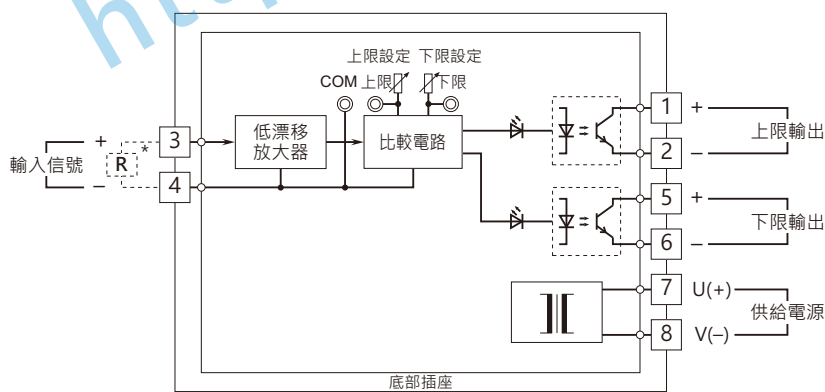 http
上限設定 下限設定
COM 上限 下限
1 +
上限輸出
2 –
低漂移
放大器
比較電路
+ * 3
輸入信號 R
– 4
5 +
下限輸出
6 –
7 U(+)
供給電源
8 V(–)
底部插座